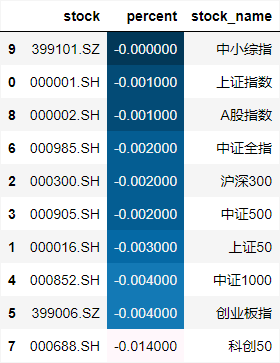 stock percent stock_name
9 399101.SZ -0.000000 中小综指
0 000001.SH -0.001000 上证指数
8 000002.SH -0.001000 A股指数
6 000985.SH -0.002000 中证全指
2 000300.SH -0.002000 沪深300
3 000905.SH -0.002000 中证500
1 000016.SH -0.003000 上证50
4 000852.SH -0.004000 中证1000
5 399006.SZ -0.004000 创业板指
7 000688.SH -0.014000 科创50